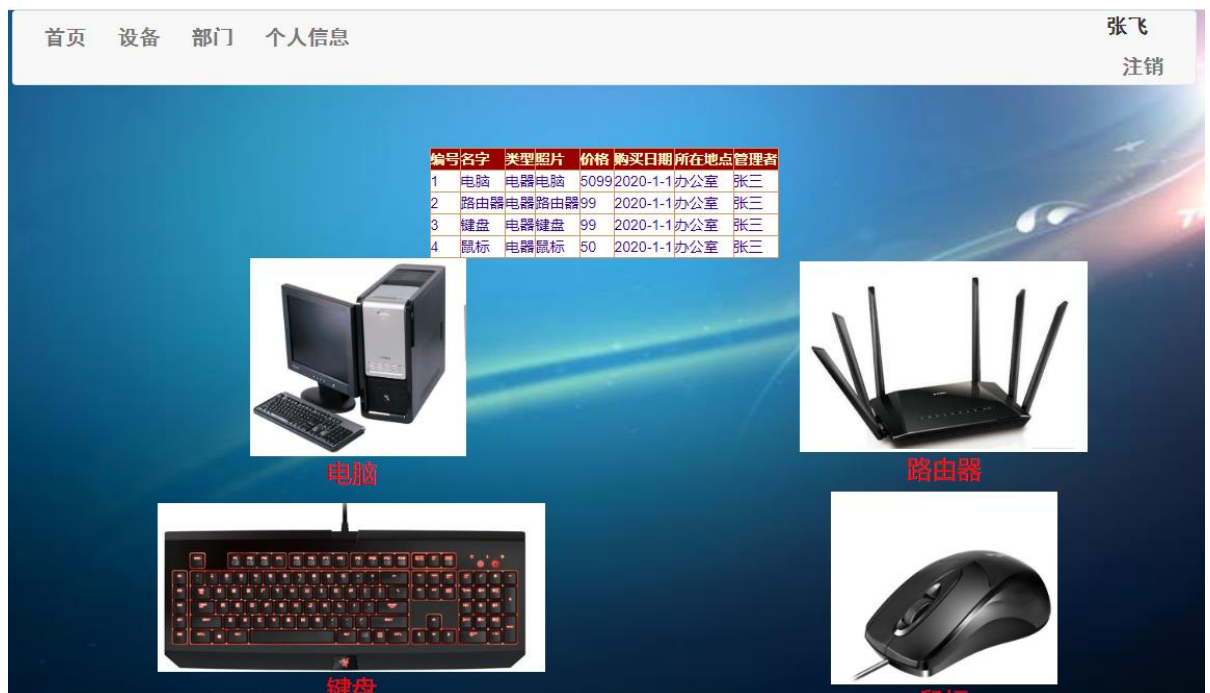 首页 设备 部门 个人信息
张飞
注销
编号 名字 类型 照片 价格 购买日期 所在地点 管理者
1 电脑 电器 电脑 5099 2020-1-1 办公室 张三
2 路由器 电器 路由器 99 2020-1-1 办公室 张三
3 键盘 电器 键盘 99 2020-1-1 办公室 张三
4 鼠标 电器 鼠标 50 2020-1-1 办公室 张三
电脑
路由器
键盘